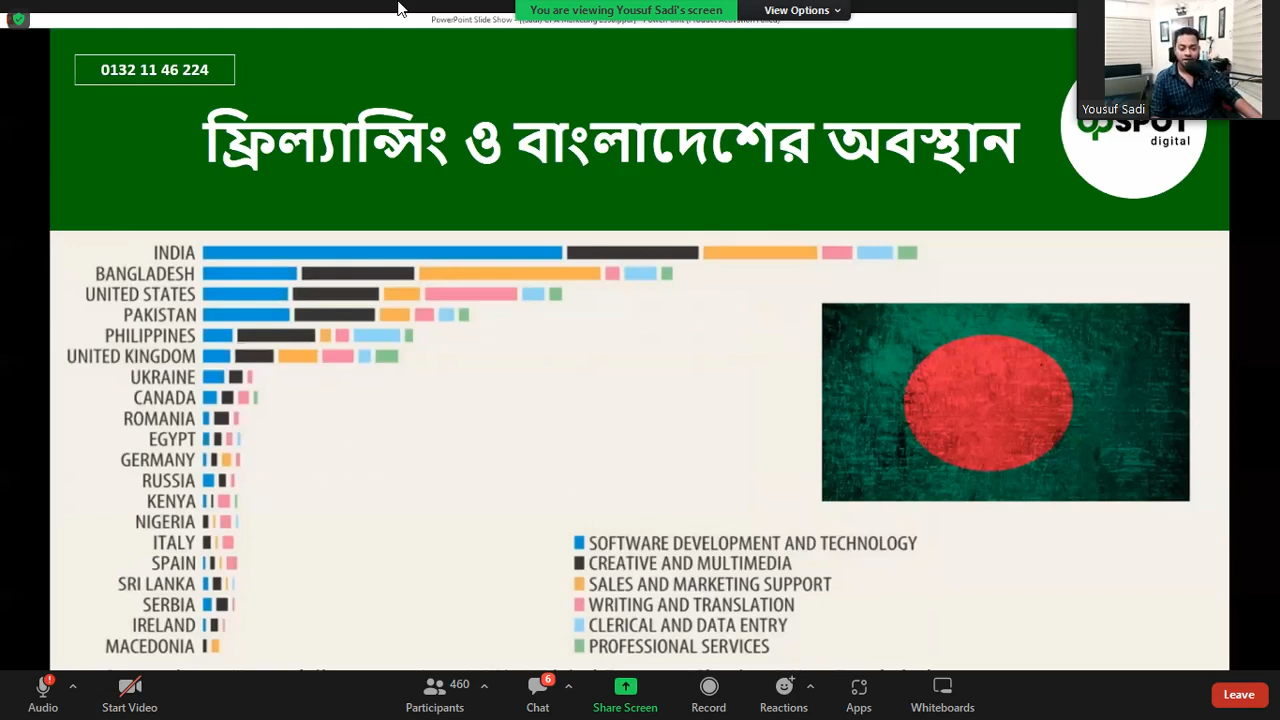 You are viewing Yousuf Sadi's screen
View Options
0132 11 46 224
ফ্রিল্যান্সিং ও বাংলাদেশের অবস্থান
SPOT
digital
Yousuf Sadi
INDIA
BANGLADESH
UNITED STATES
PAKISTAN
PHILIPPINES
UNITED KINGDOM
UKRAINE
CANADA
ROMANIA
EGYPT
GERMANY
RUSSIA
KENYA
NIGERIA
ITALY
SPAIN
SRI LANKA
SERBIA
IRELAND
MACEDONIA
SOFTWARE DEVELOPMENT AND TECHNOLOGY
CREATIVE AND MULTIMEDIA
SALES AND MARKETING SUPPORT
WRITING AND TRANSLATION
CLERICAL AND DATA ENTRY
PROFESSIONAL SERVICES
Audio
Start Video
460
Participants
6
Chat
Share Screen
Record
Reactions
Apps
Whiteboards
Leave